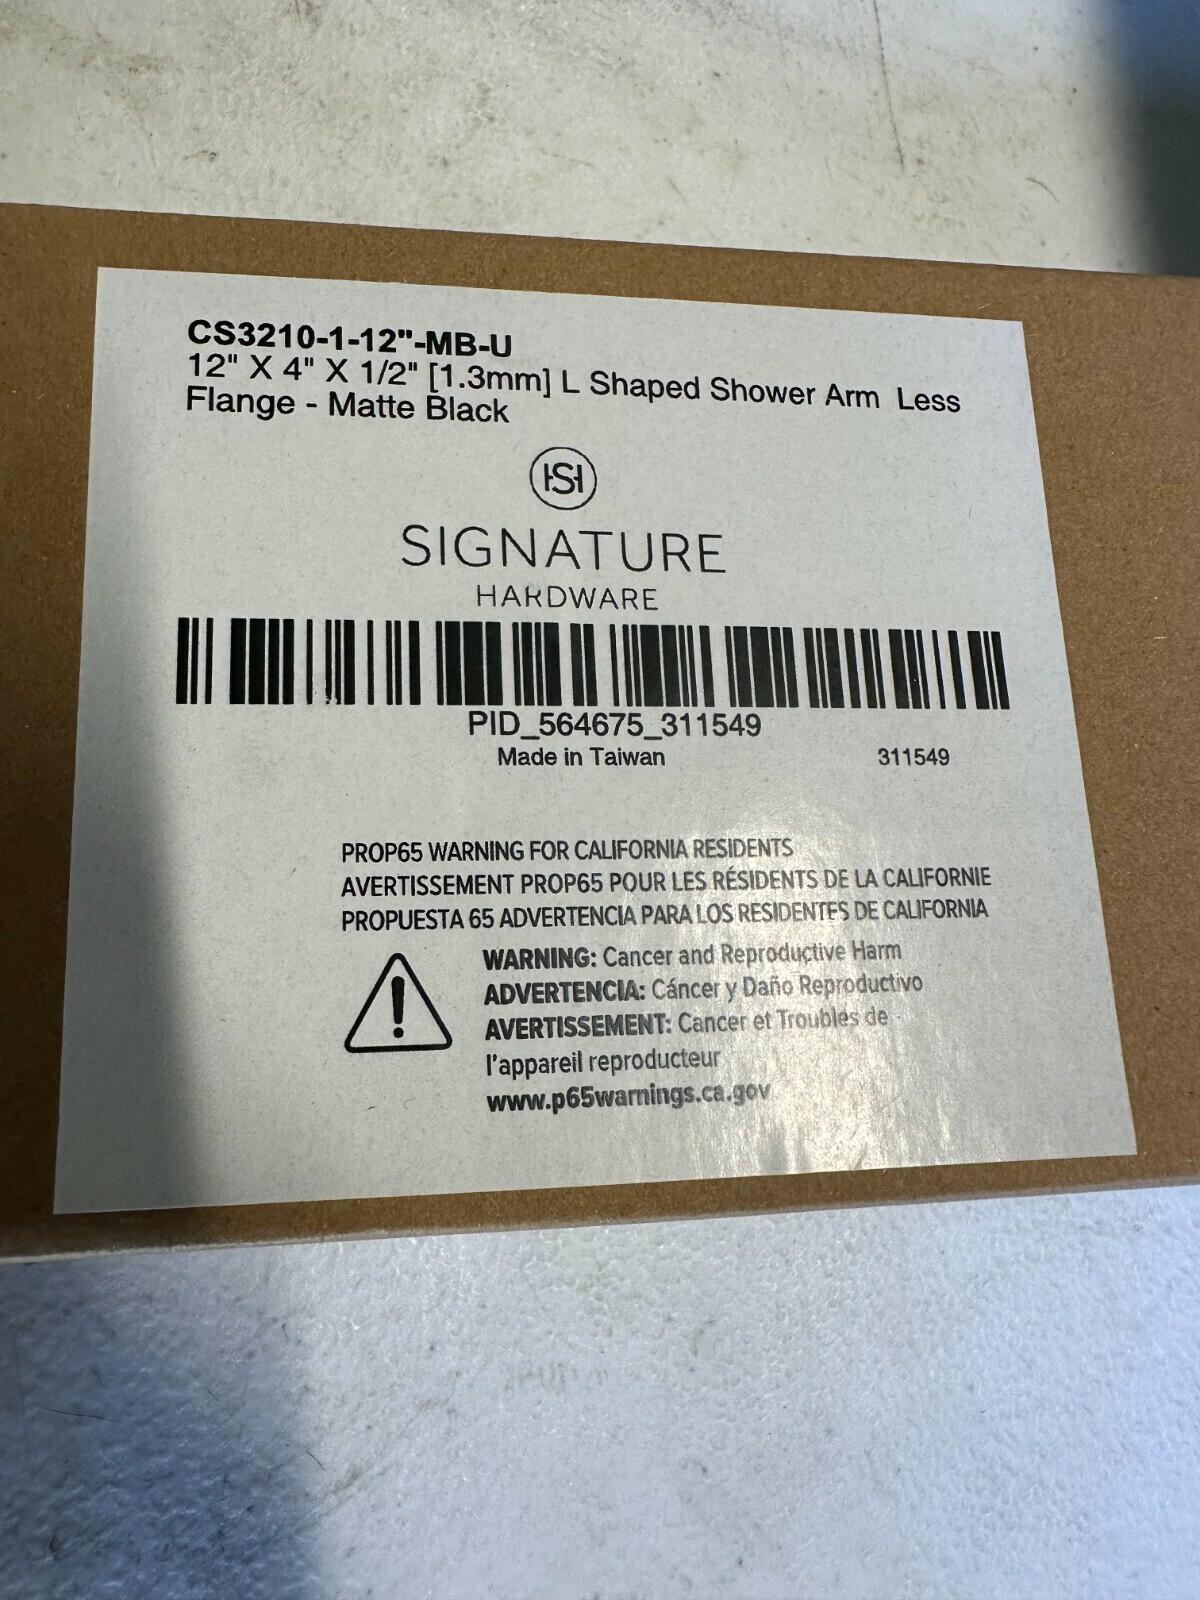 CS3210-1-12"-MB-U
12" X 4" X 1/2" [1.3mm] L Shaped Shower Arm Less
Flange - Matte Black
SIGNATURE
HARDWARE
PID_564675_311549
Made in Taiwan 311549
PROP65 WARNING FOR CALIFORNIA RESIDENTS
AVERTISSEMENT PROP65 POUR LES RÉSIDENTS DE LA CALIFORNIE
PROPUESTA 65 ADVERTENCIA PARA LOS RESIDENTES DE CALIFORNIA
WARNING: Cancer and Reproductive Harm
ADVERTENCIA: Cáncer y Daño Reproductivo
AVERTISSEMENT: Cancer et Troubles de
l'appareil reproducteur
www.p65warnings.ca.gov